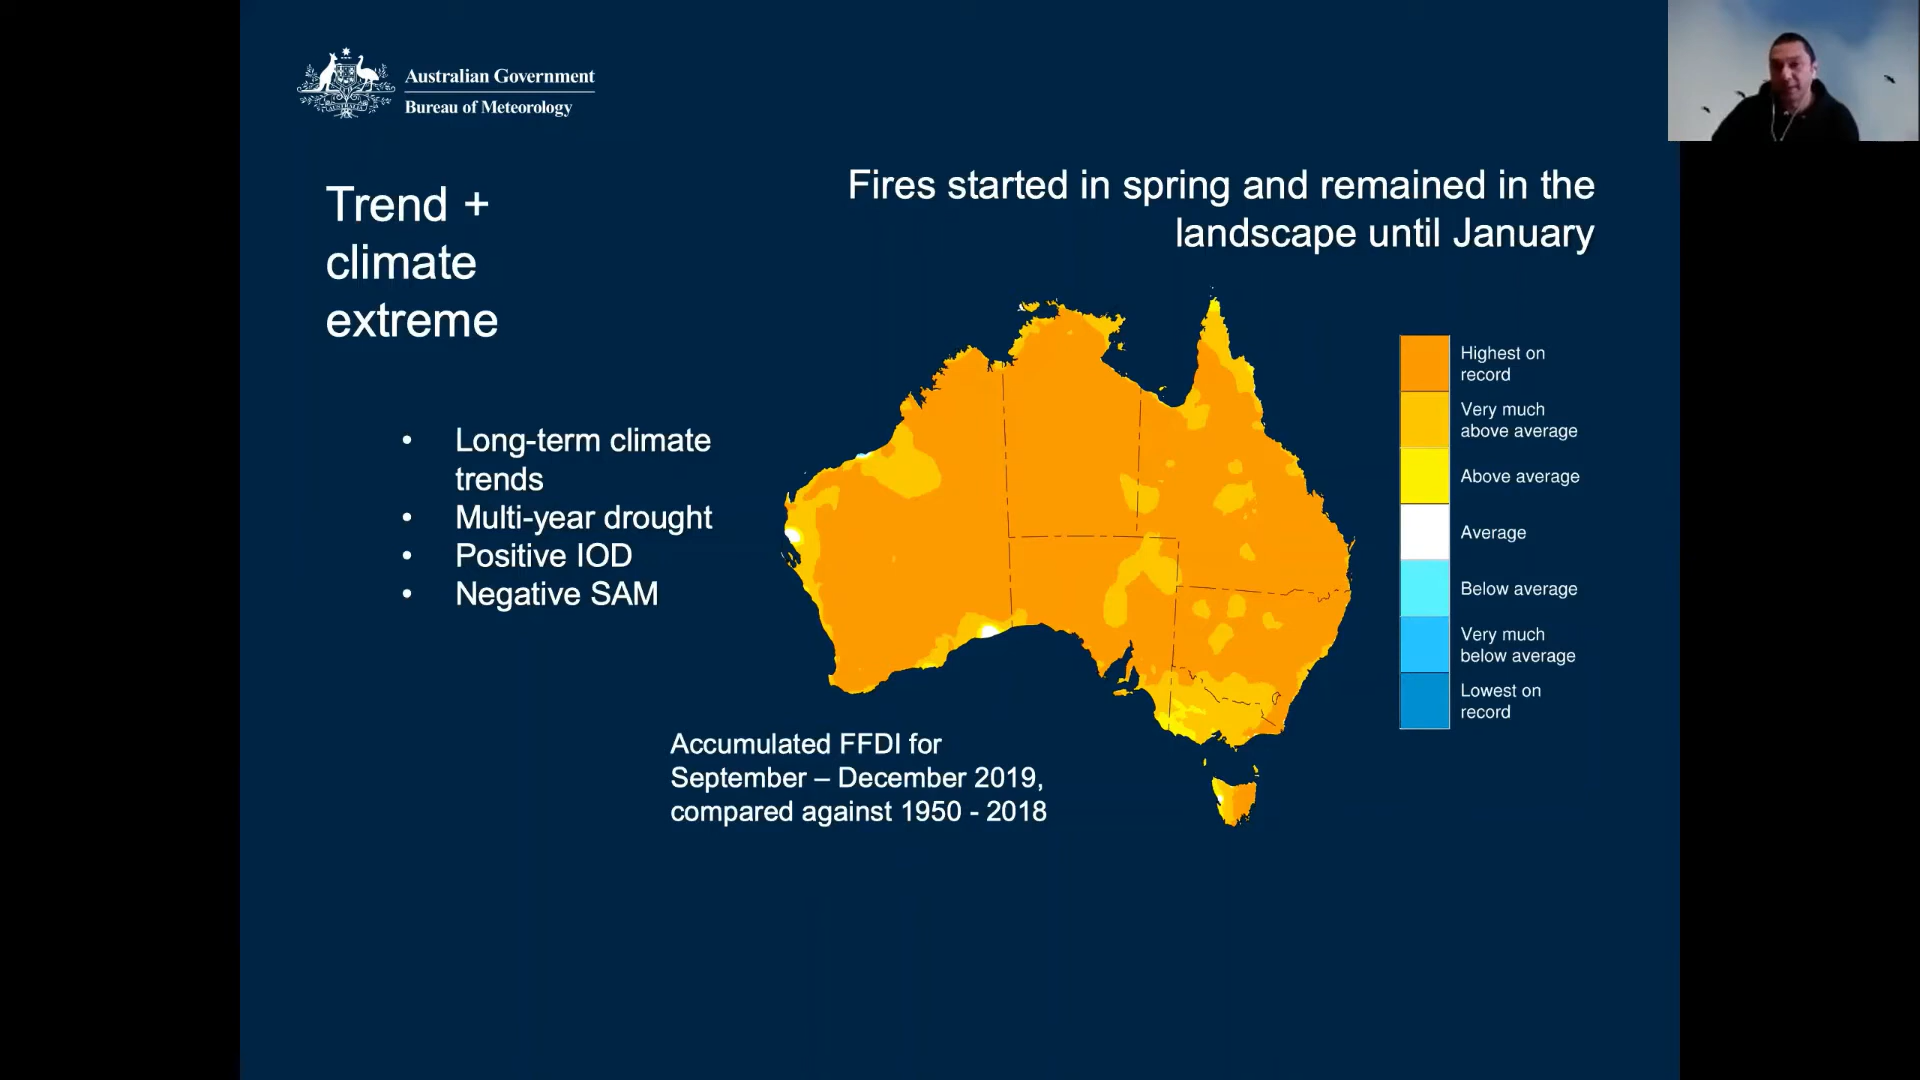 Australian Government
Bureau of Meteorology
Trend +
climate
extreme
Fires started in spring and remained in the
landscape until January
• Long-term climate
trends
• Multi-year drought
• Positive IOD
• Negative SAM
Highest on
record
Very much
above average
Above average
Average
Below average
Very much
below average
Lowest on
record
Accumulated FFDI for
September – December 2019,
compared against 1950 - 2018